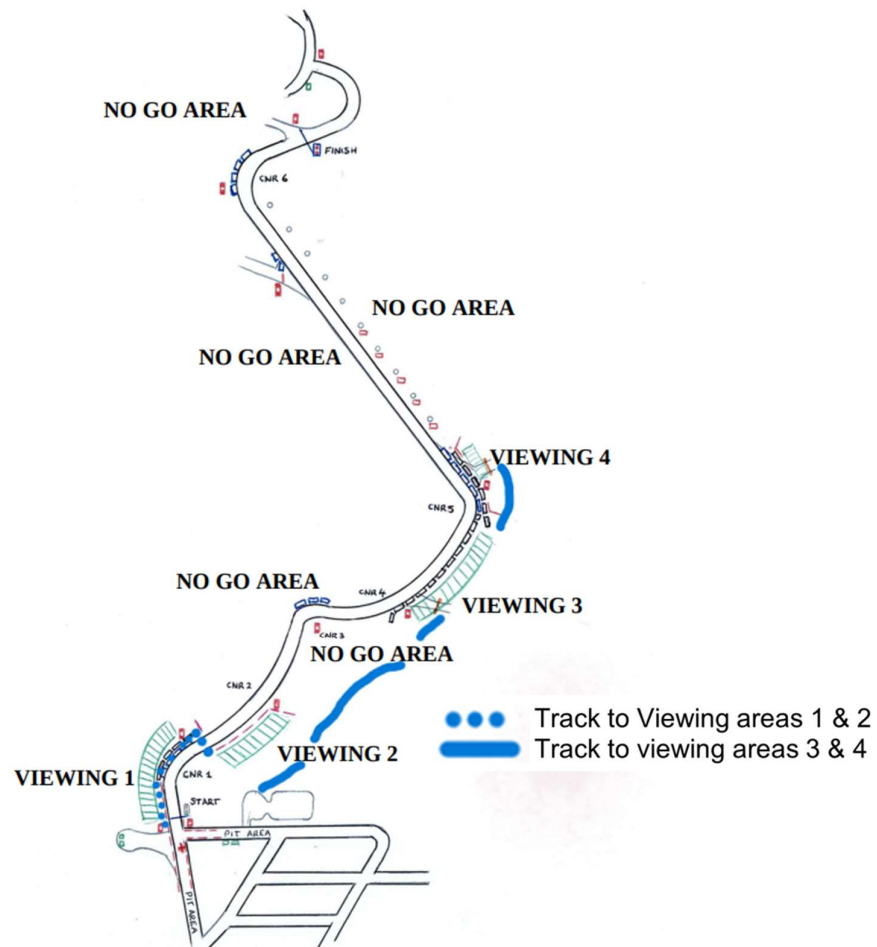 NO GO AREA
FINISH
CNR 6
NO GO AREA
NO GO AREA
VIEWING 4
CNR5
NO GO AREA
CNR 4
VIEWING 3
CNR3
NO GO AREA
CNR 2
Track to Viewing areas 1 & 2
VIEWING 2
Track to viewing areas 3 & 4
VIEWING 1
CNR 1
START
PIT AREA
PIT AREA